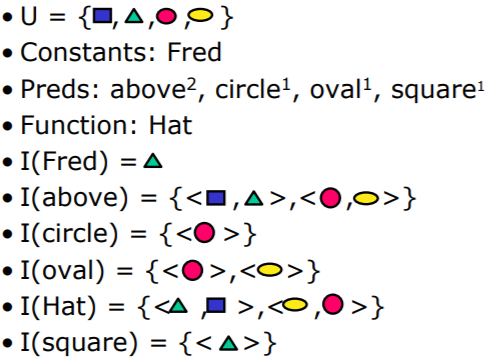 • U = {■, ▲, ●, ⬬ }
• Constants: Fred
• Preds: above², circle¹, oval¹, square¹
• Function: Hat
• I(Fred) = ▲
• I(above) = {<■ ,▲ >,<● ,⬬>}
• I(circle) = {<● >}
• I(oval) = {<● >,<⬬>}
• I(Hat) = {<▲ ,■ >,<⬬ ,● >}
• I(square) = {< ▲>}